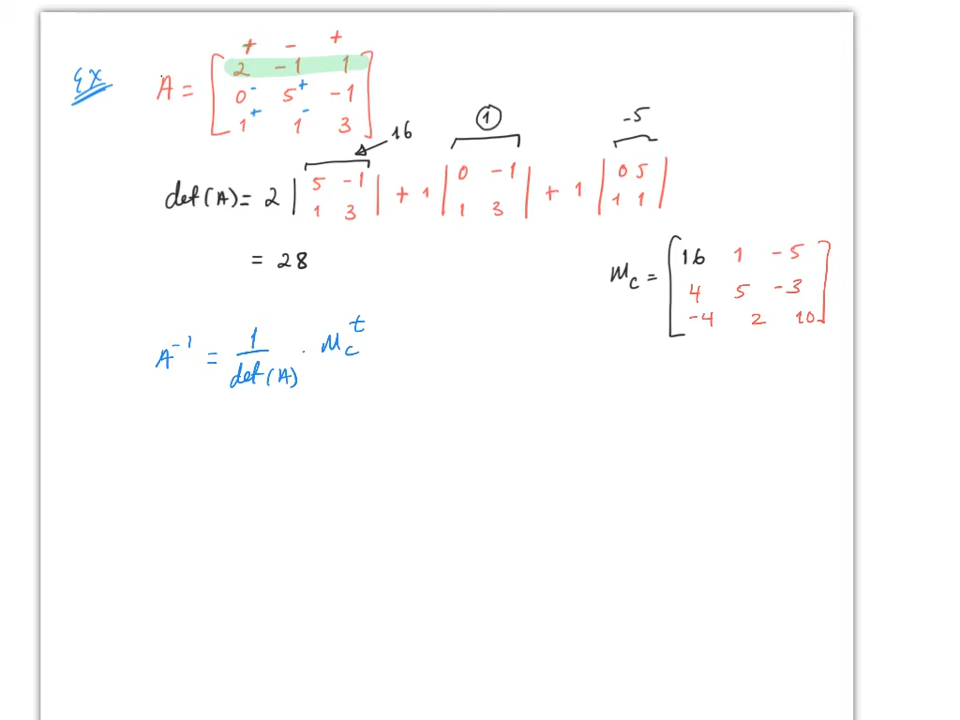 + - +
Ex A = [ 2 -1 1
0⁻ 5⁺ -1
1⁺ 1⁻ 3 ]
16 1 -5
det(A) = 2 | 5 -1 | + 1 | 0 -1 | + 1 | 0 5 |
| 1 3 | | 1 3 | | 1 1 |
= 28
Mc = [ 16 1 -5
4 5 -3
-4 2 10 ]
A⁻¹ = 1/det(A) · Mcᵗ